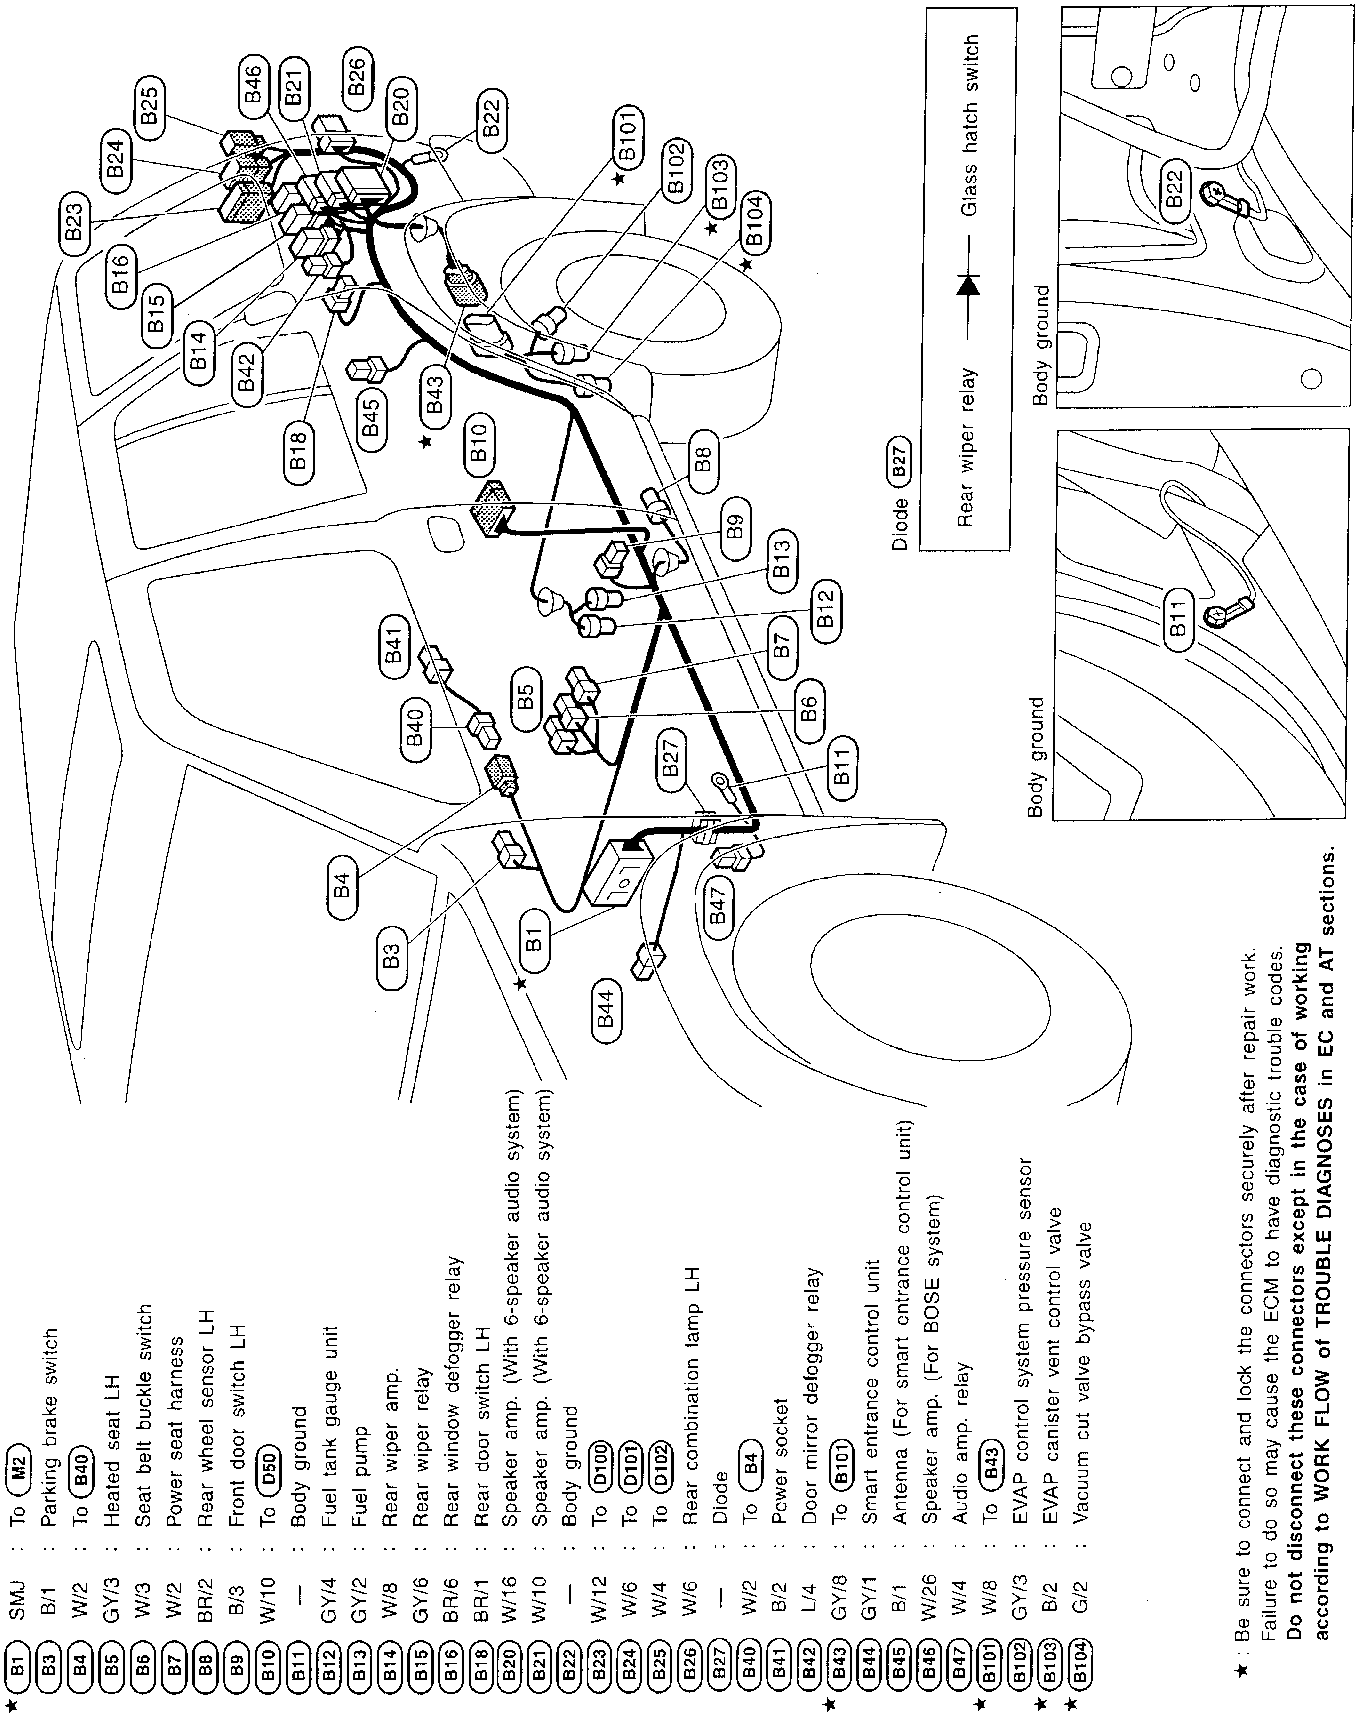 ★ B1 SMJ : To M2
B3 B/1 : Parking brake switch
B4 W/2 : To B40
B5 GY/3 : Heated seat LH
B6 W/3 : Seat belt buckle switch
B7 W/2 : Power seat harness
B8 BR/2 : Rear wheel sensor LH
B9 B/3 : Front door switch LH
B10 W/10 : To D50
B11 — : Body ground
B12 GY/4 : Fuel tank gauge unit
B13 GY/2 : Fuel pump
B14 W/8 : Rear wiper amp.
B15 GY/6 : Rear wiper relay
B16 BR/6 : Rear window defogger relay
B18 BR/1 : Rear door switch LH
B20 W/16 : Speaker amp. (With 6-speaker audio system)
B21 W/10 : Speaker amp. (With 6-speaker audio system)
B22 — : Body ground
B23 W/12 : To D100
B24 W/6 : To D101
B25 W/4 : To D102
B26 W/6 : Rear combination lamp LH
B27 — : Diode
B40 W/2 : To B4
B41 B/2 : Power socket
B42 L/4 : Door mirror defogger relay
★ B43 GY/8 : To B101
B44 GY/1 : Smart entrance control unit
B45 B/1 : Antenna (For smart entrance control unit)
B46 W/26 : Speaker amp. (For BOSE system)
B47 W/4 : Audio amp. relay
★ B101 W/8 : To B43
B102 GY/3 : EVAP control system pressure sensor
★ B103 B/2 : EVAP canister vent control valve
★ B104 G/2 : Vacuum cut valve bypass valve
B23
B24
B25
B46
B21
B26
B20
B22
B16
B15
B14
B42
B18
B45
★ B43
B10
★ B101
B102
★ B103
★ B104
B8
B9
B13
B12
B7
B6
B5
B41
B40
B4
B3
★ B1
B44
B47
B27
B11
Diode B27
Rear wiper relay
Glass hatch switch
Body ground
B11
Body ground
B22
★ : Be sure to connect and lock the connectors securely after repair work.
Failure to do so may cause the ECM to have diagnostic trouble codes.
Do not disconnect these connectors except in the case of working
according to WORK FLOW of TROUBLE DIAGNOSES in EC and AT sections.